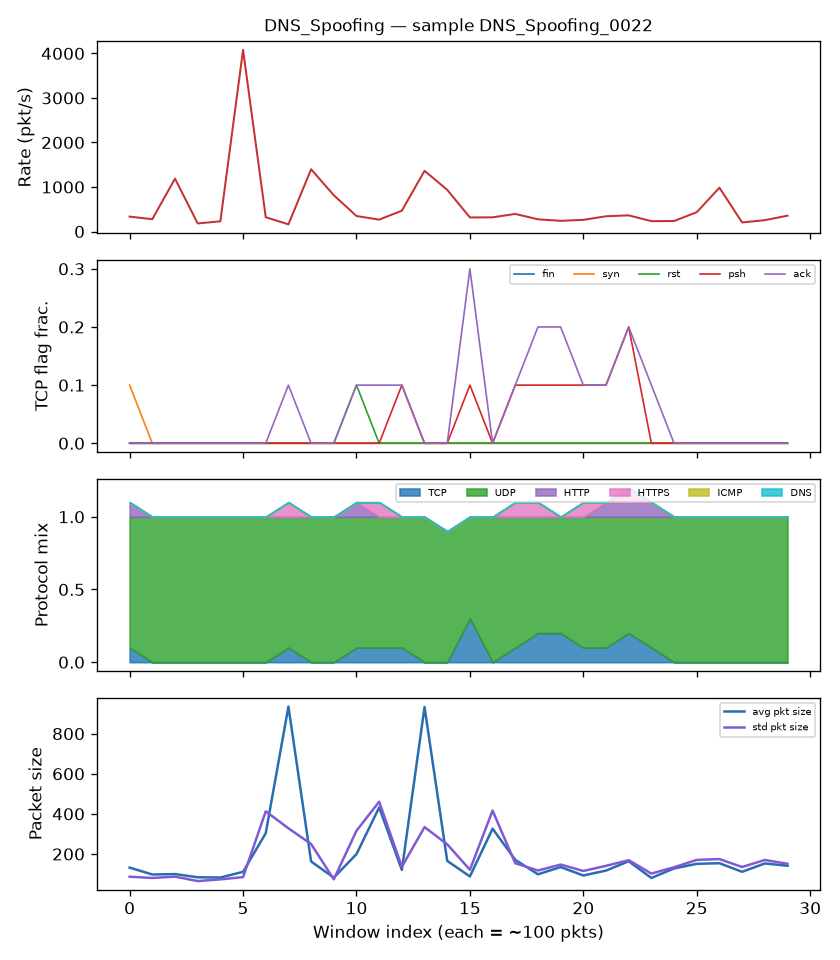 DNS_Spoofing — sample DNS_Spoofing_0022
Rate (pkt/s)
4000
3000
2000
1000
0
TCP flag frac.
0.3
0.2
0.1
0.0
fin syn rst psh ack
Protocol mix
1.0
0.5
0.0
TCP UDP HTTP HTTPS ICMP DNS
Packet size
800
600
400
200
avg pkt size
std pkt size
0 5 10 15 20 25 30
Window index (each = ~100 pkts)